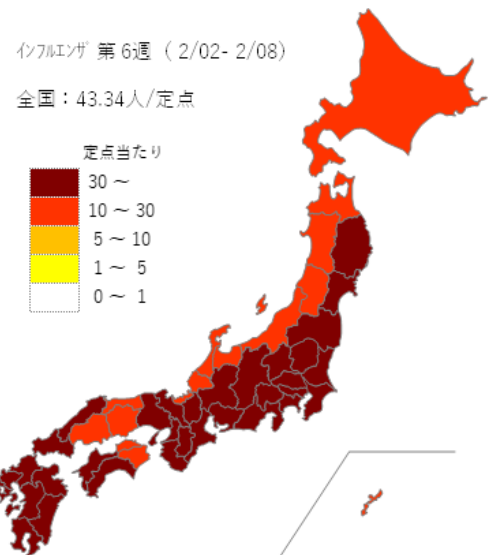 ｲﾝﾌﾙｴﾝｻﾞ 第 6週 （ 2/02- 2/08）
全国：43.34人/定点
定点当たり
30 ～
10 ～ 30
5 ～ 10
1 ～ 5
0 ～ 1